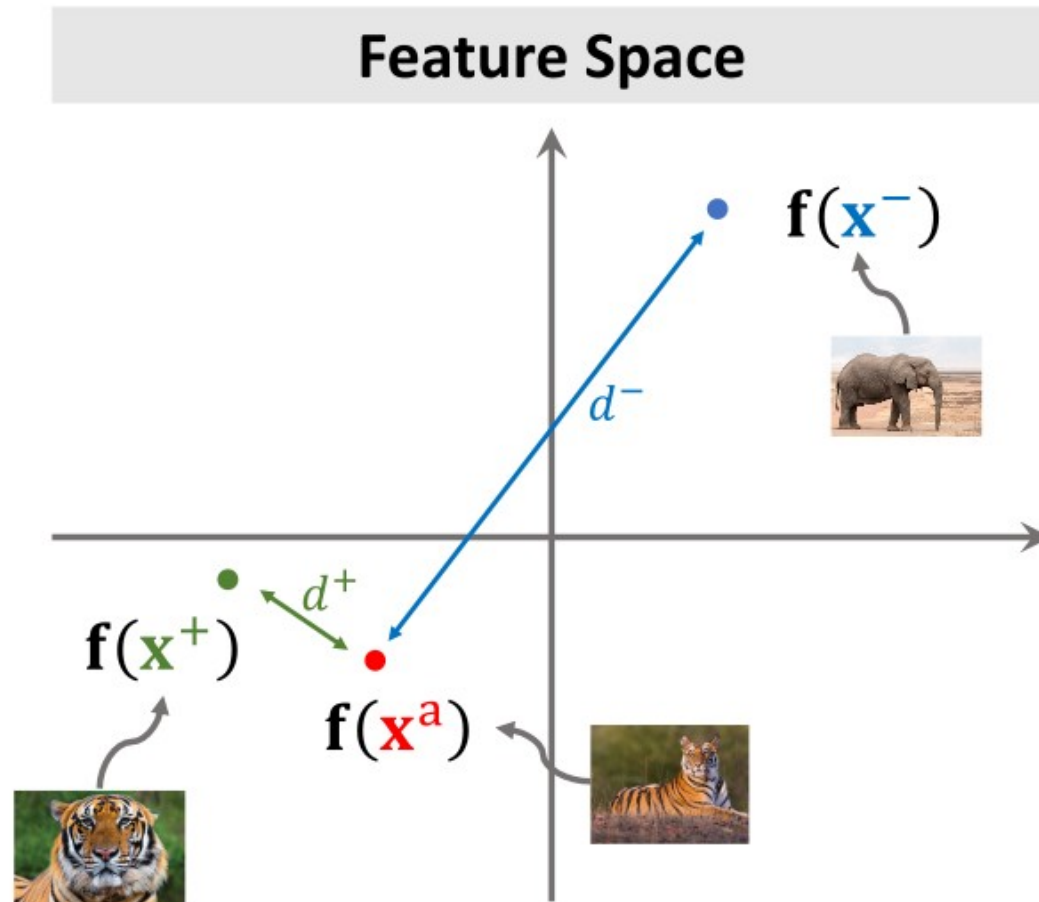 Feature Space
f(x⁻)
d⁻
d⁺
f(x⁺)
f(xᵃ)